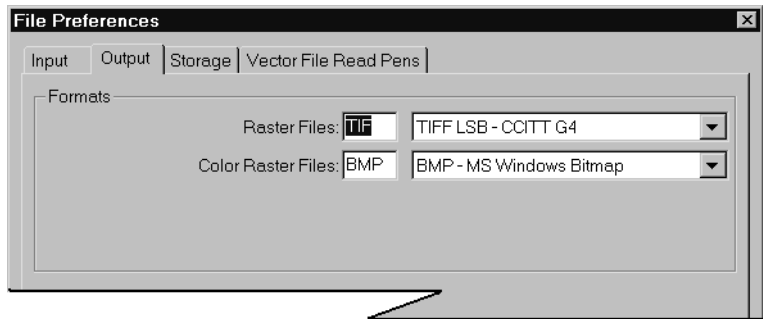 File Preferences
Input Output Storage Vector File Read Pens
Formats
Raster Files: TIF TIFF LSB - CCITT G4
Color Raster Files: BMP BMP - MS Windows Bitmap